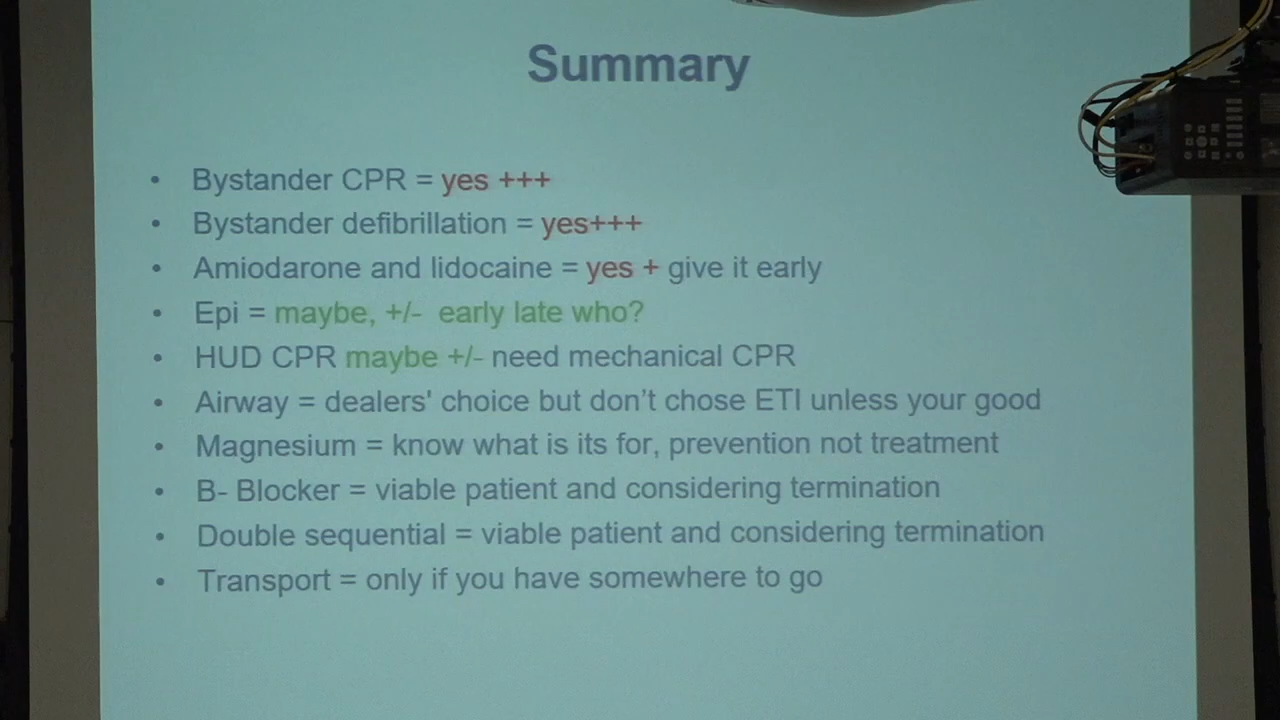 Summary
• Bystander CPR = yes +++
• Bystander defibrillation = yes+++
• Amiodarone and lidocaine = yes + give it early
• Epi = maybe, +/- early late who?
• HUD CPR maybe +/- need mechanical CPR
• Airway = dealers' choice but don't chose ETI unless your good
• Magnesium = know what is its for, prevention not treatment
• B- Blocker = viable patient and considering termination
• Double sequential = viable patient and considering termination
• Transport = only if you have somewhere to go